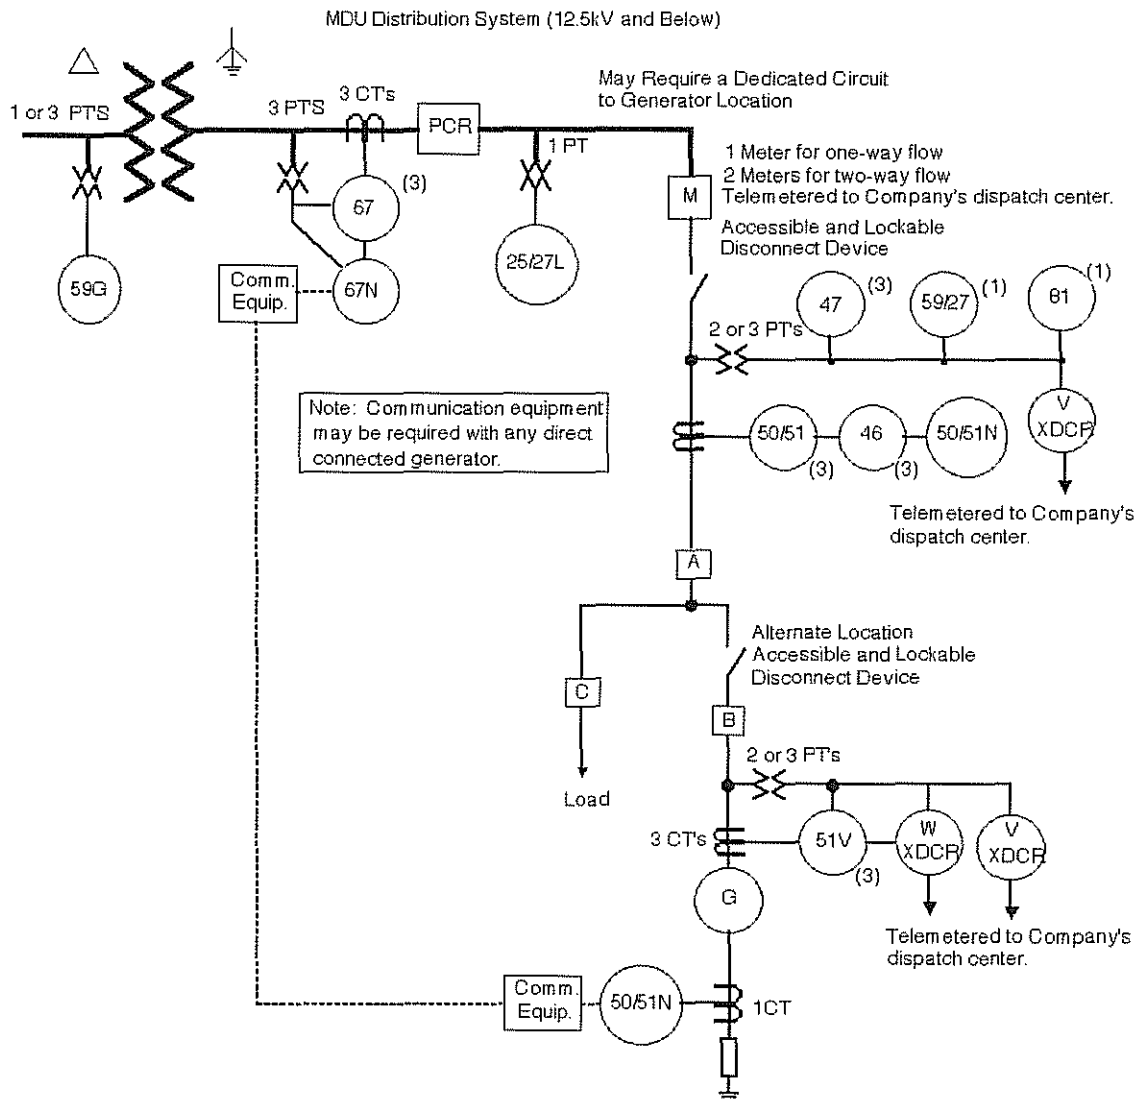 MDU Distribution System (12.5kV and Below)
1 or 3 PT'S
3 PTS
3 CT's
PCR
1 PT
May Require a Dedicated Circuit
to Generator Location
1 Meter for one-way flow
2 Meters for two-way flow
Telemetered to Company's dispatch center.
M
Accessible and Lockable
Disconnect Device
67
(3)
59G
Comm.
Equip.
67N
25/27L
47
(3)
59/27
(1)
81
(1)
2 or 3 PT's
Note: Communication equipment
may be required with any direct
connected generator.
50/51
(3)
46
(3)
50/51N
V
XDCR
Telemetered to Company's
dispatch center.
A
Alternate Location
Accessible and Lockable
Disconnect Device
C
B
Load
2 or 3 PT's
3 CT's
51V
(3)
W
XDCR
V
XDCR
G
Telemetered to Company's
dispatch center.
Comm.
Equip.
50/51N
1CT